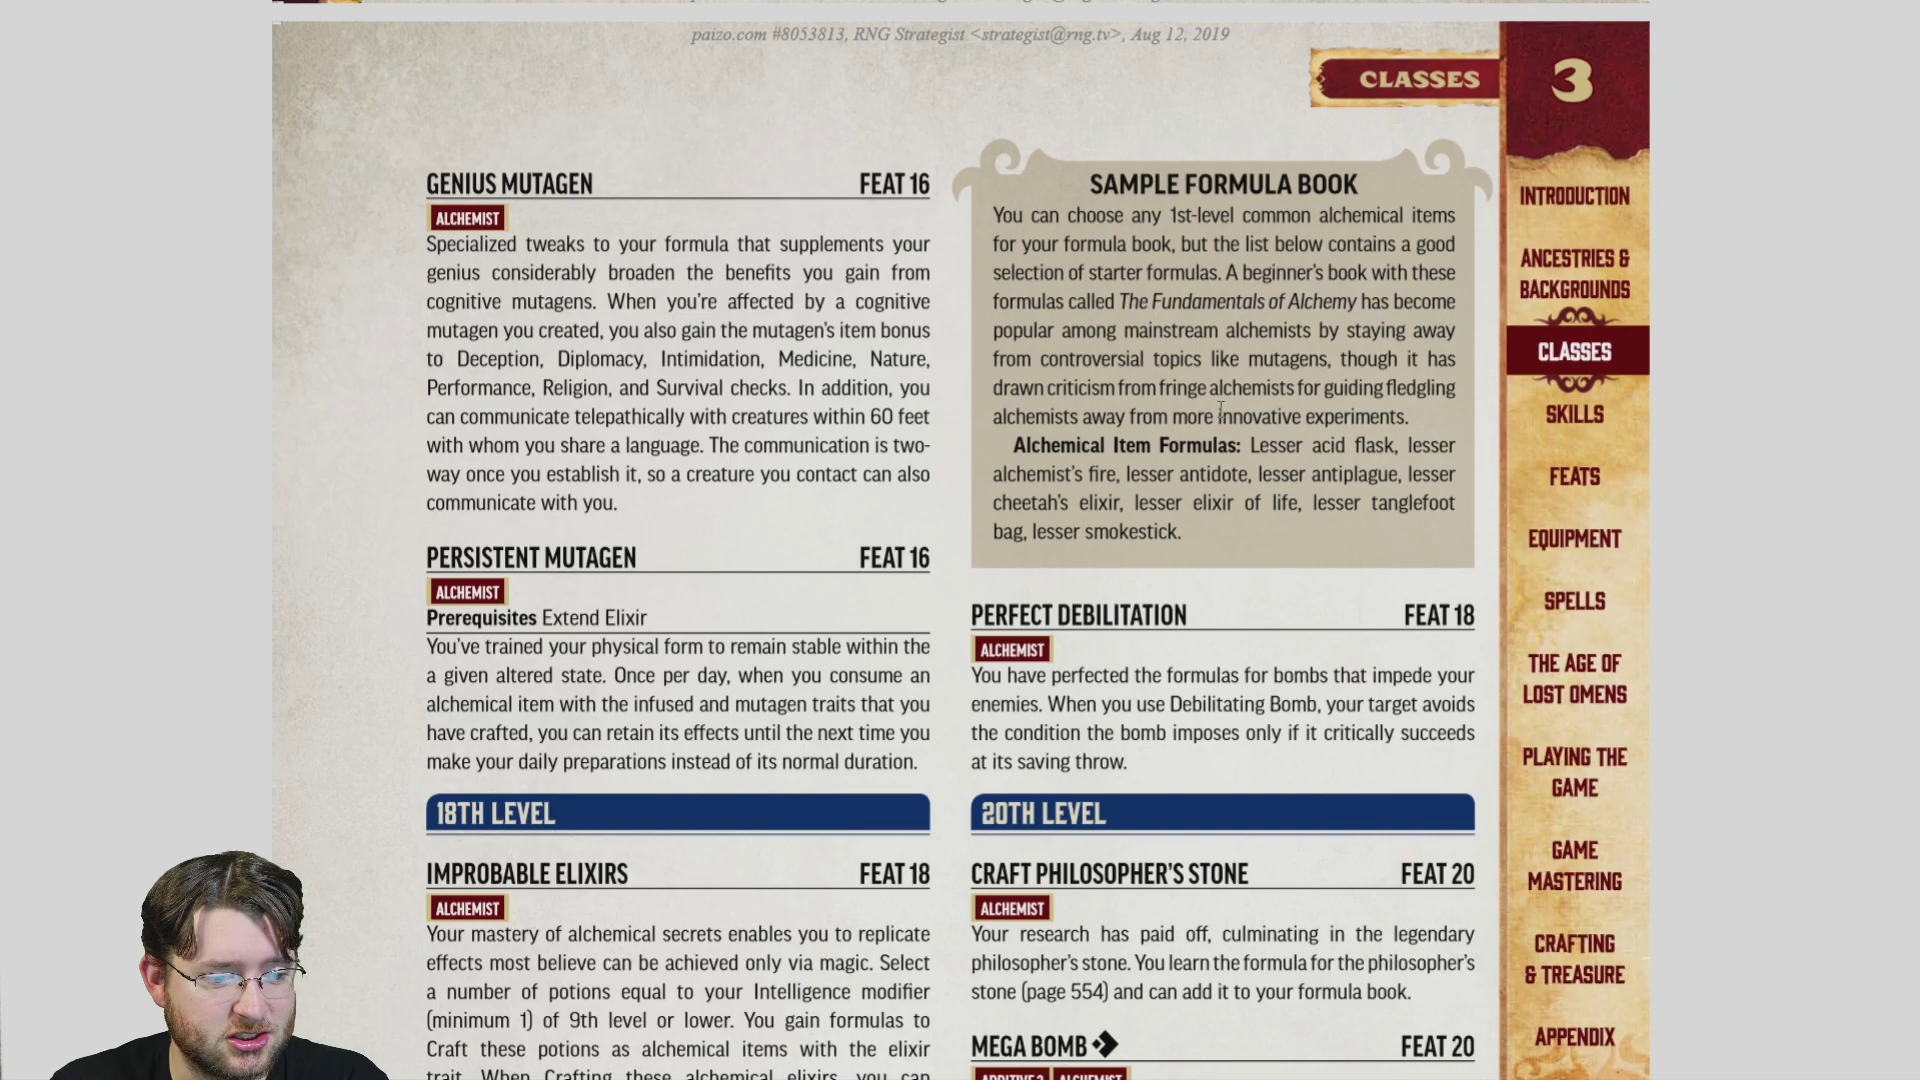 paizo.com #8053813, RNG Strategist <strategist@rng.tv>, Aug 12, 2019
CLASSES
3
GENIUS MUTAGEN FEAT 16
ALCHEMIST
Specialized tweaks to your formula that supplements your
genius considerably broaden the benefits you gain from
cognitive mutagens. When you're affected by a cognitive
mutagen you created, you also gain the mutagen's item bonus
to Deception, Diplomacy, Intimidation, Medicine, Nature,
Performance, Religion, and Survival checks. In addition, you
can communicate telepathically with creatures within 60 feet
with whom you share a language. The communication is two-
way once you establish it, so a creature you contact can also
communicate with you.
PERSISTENT MUTAGEN FEAT 16
ALCHEMIST
Prerequisites Extend Elixir
You've trained your physical form to remain stable within the
a given altered state. Once per day, when you consume an
alchemical item with the infused and mutagen traits that you
have crafted, you can retain its effects until the next time you
make your daily preparations instead of its normal duration.
18TH LEVEL
IMPROBABLE ELIXIRS FEAT 18
ALCHEMIST
Your mastery of alchemical secrets enables you to replicate
effects most believe can be achieved only via magic. Select
a number of potions equal to your Intelligence modifier
(minimum 1) of 9th level or lower. You gain formulas to
Craft these potions as alchemical items with the elixir
trait. When Crafting these alchemical elixirs, you can
SAMPLE FORMULA BOOK
You can choose any 1st-level common alchemical items
for your formula book, but the list below contains a good
selection of starter formulas. A beginner's book with these
formulas called The Fundamentals of Alchemy has become
popular among mainstream alchemists by staying away
from controversial topics like mutagens, though it has
drawn criticism from fringe alchemists for guiding fledgling
alchemists away from more innovative experiments.
Alchemical Item Formulas: Lesser acid flask, lesser
alchemist's fire, lesser antidote, lesser antiplague, lesser
cheetah's elixir, lesser elixir of life, lesser tanglefoot
bag, lesser smokestick.
PERFECT DEBILITATION FEAT 18
ALCHEMIST
You have perfected the formulas for bombs that impede your
enemies. When you use Debilitating Bomb, your target avoids
the condition the bomb imposes only if it critically succeeds
at its saving throw.
20TH LEVEL
CRAFT PHILOSOPHER'S STONE FEAT 20
ALCHEMIST
Your research has paid off, culminating in the legendary
philosopher's stone. You learn the formula for the philosopher's
stone (page 554) and can add it to your formula book.
MEGA BOMB FEAT 20
ADDITIVE 3 ALCHEMIST
INTRODUCTION
ANCESTRIES &
BACKGROUNDS
CLASSES
SKILLS
FEATS
EQUIPMENT
SPELLS
THE AGE OF
LOST OMENS
PLAYING THE
GAME
GAME
MASTERING
CRAFTING
& TREASURE
APPENDIX